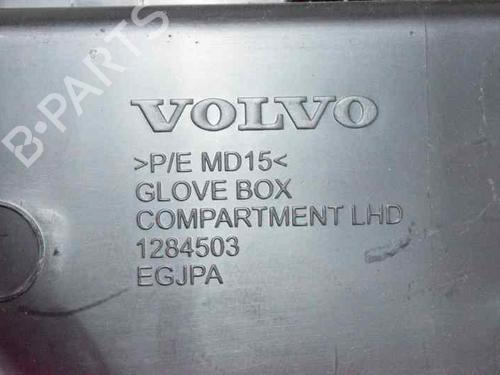 B-PARTS
VOLVO
>P/E MD15<
GLOVE BOX
COMPARTMENT LHD
1284503
EGJPA